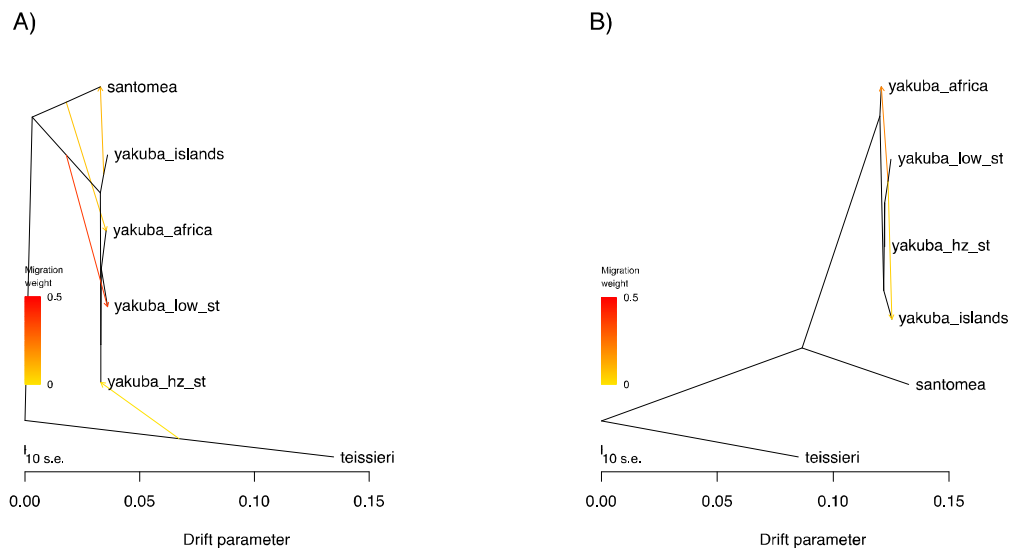 A)
santomea
yakuba_islands
yakuba_africa
Migration
weight
0.5
yakuba_low_st
0
yakuba_hz_st
10 s.e.
teissieri
0.00 0.05 0.10 0.15
Drift parameter
B)
yakuba_africa
yakuba_low_st
yakuba_hz_st
Migration
weight
0.5
yakuba_islands
0
santomea
10 s.e.
teissieri
0.00 0.05 0.10 0.15
Drift parameter